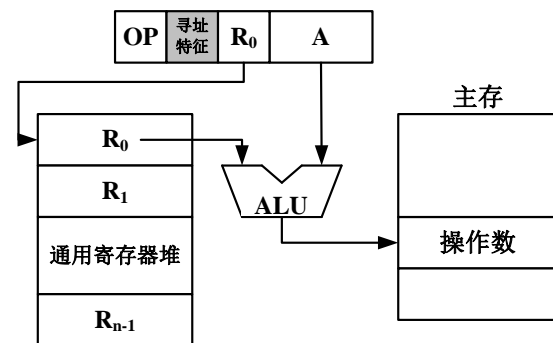 OP 寻址 R₀ A
特征
主存
R₀
R₁
ALU
操作数
通用寄存器堆
Rₙ₋₁